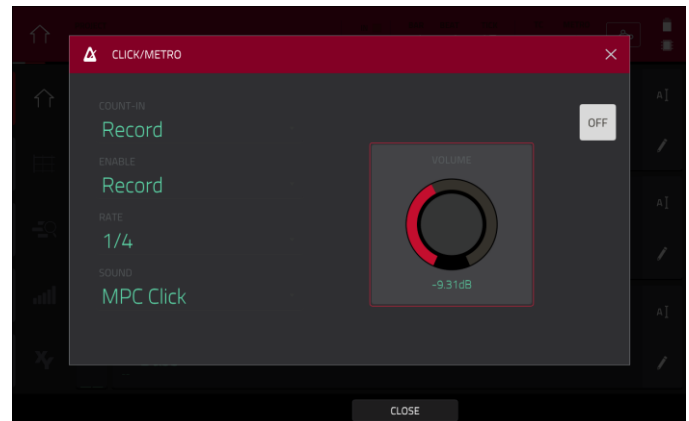 CLICK/METRO
COUNT-IN
Record
OFF
ENABLE
Record
VOLUME
RATE
1/4
SOUND
MPC Click
-9.31dB
CLOSE